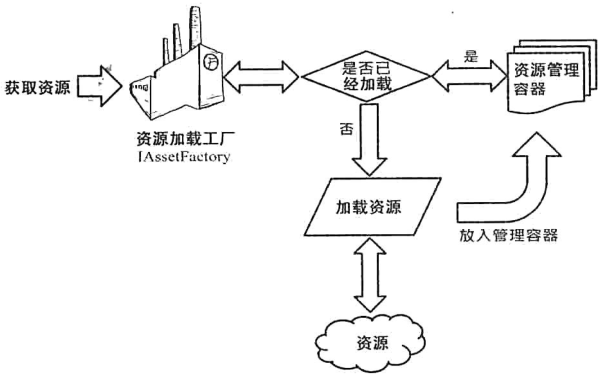 获取资源
资源加载工厂
IAssetFactory
是否已
经加载
是
资源管理
容器
否
加载资源
放入管理容器
资源